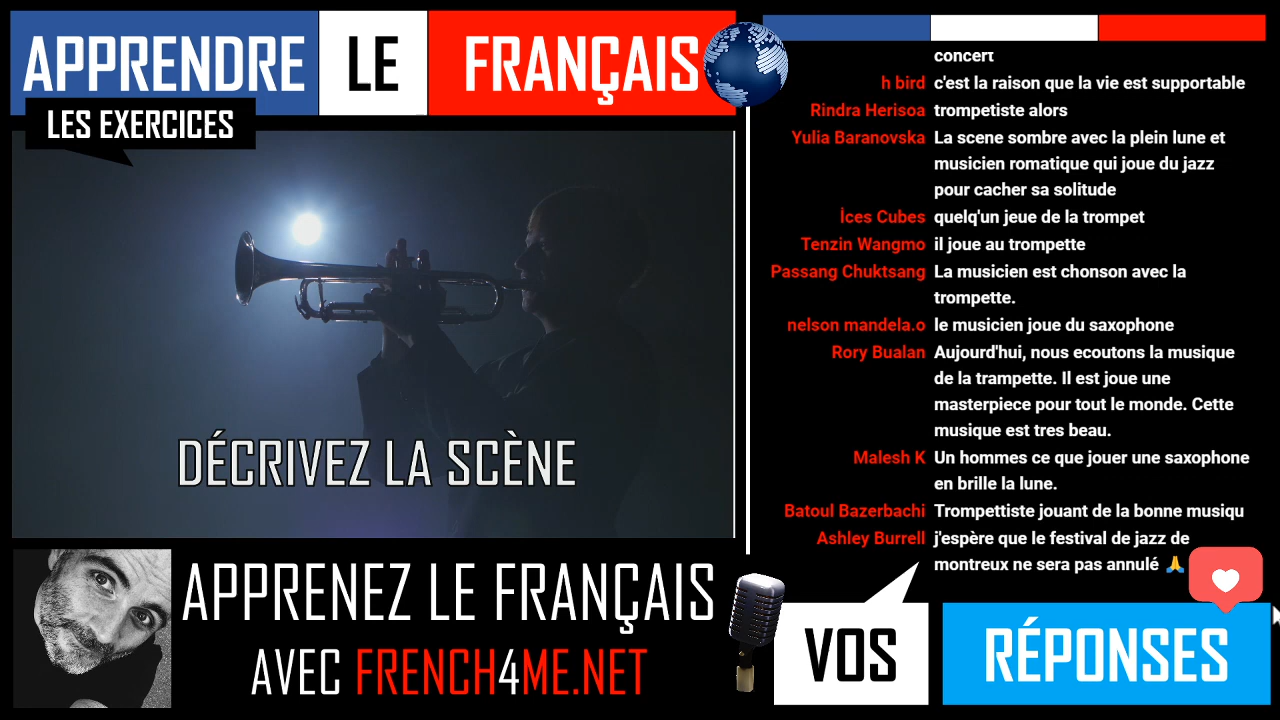 APPRENDRE LE FRANÇAIS
LES EXERCICES
DÉCRIVEZ LA SCÈNE
APPRENEZ LE FRANÇAIS
AVEC FRENCH4ME.NET
concert
h bird c'est la raison que la vie est supportable
Rindra Herisoa trompetiste alors
Yulia Baranovska La scene sombre avec la plein lune et
musicien romatique qui joue du jazz
pour cacher sa solitude
İces Cubes quelq'un jeue de la trompet
Tenzin Wangmo il joue au trompette
Passang Chuktsang La musicien est chonson avec la
trompette.
nelson mandela.o le musicien joue du saxophone
Rory Bualan Aujourd'hui, nous ecoutons la musique
de la trampette. Il est joue une
masterpiece pour tout le monde. Cette
musique est tres beau.
Malesh K Un hommes ce que jouer une saxophone
en brille la lune.
Batoul Bazerbachi Trompettiste jouant de la bonne musiqu
Ashley Burrell j'espère que le festival de jazz de
montreux ne sera pas annulé 🙏
VOS RÉPONSES